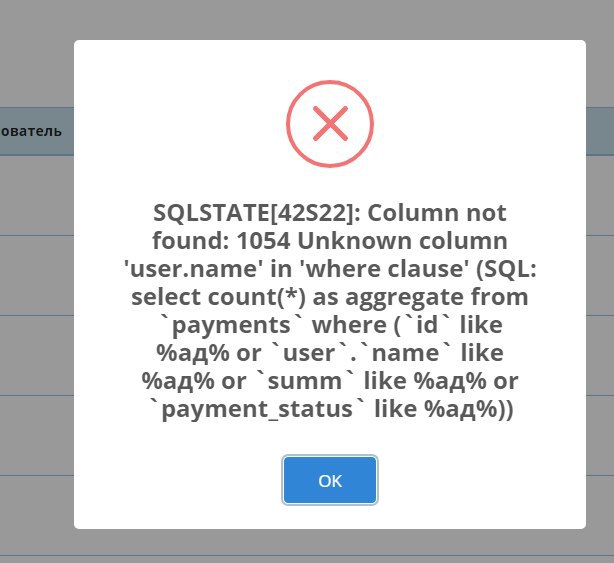 ователь
SQLSTATE[42S22]: Column not
found: 1054 Unknown column
'user.name' in 'where clause' (SQL:
select count(*) as aggregate from
`payments` where (`id` like
%ад% or `user`.`name` like
%ад% or `summ` like %ад% or
`payment_status` like %ад%))
OK